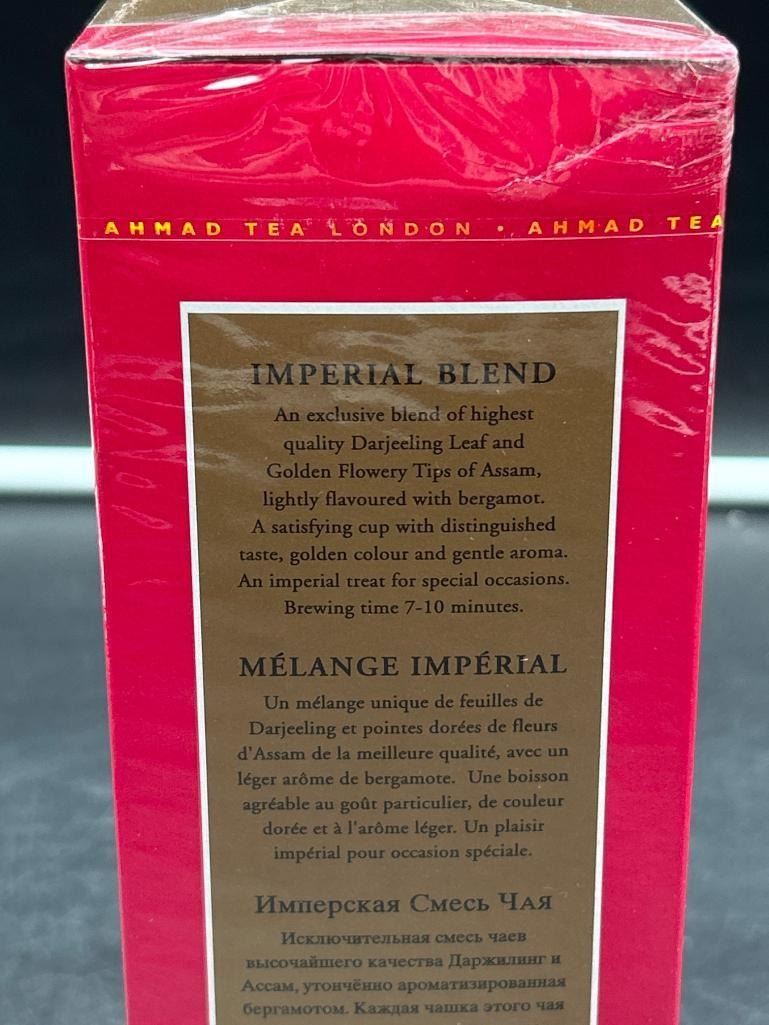 AHMAD TEA LONDON • AHMAD TEA
IMPERIAL BLEND
An exclusive blend of highest
quality Darjeeling Leaf and
Golden Flowery Tips of Assam,
lightly flavoured with bergamot.
A satisfying cup with distinguished
taste, golden colour and gentle aroma.
An imperial treat for special occasions.
Brewing time 7-10 minutes.
MÉLANGE IMPÉRIAL
Un mélange unique de feuilles de
Darjeeling et pointes dorées de fleurs
d'Assam de la meilleure qualité, avec un
léger arôme de bergamote. Une boisson
agréable au goût particulier, de couleur
dorée et à l'arôme léger. Un plaisir
impérial pour occasion spéciale.
Имперская Смесь Чая
Исключительная смесь чаев
высочайшего качества Даржилинг и
Ассам, утончённо ароматизированная
бергамотом. Каждая чашка этого чая